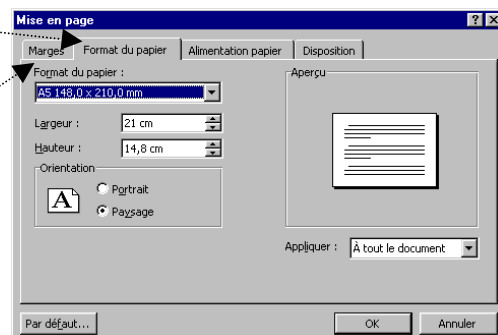 Mise en page
Marges Format du papier Alimentation papier Disposition
Format du papier :
A5 148,0 x 210,0 mm
Largeur : 21 cm
Hauteur : 14,8 cm
Orientation
A
Portrait
Paysage
Aperçu
Appliquer : À tout le document
Par défaut... OK Annuler